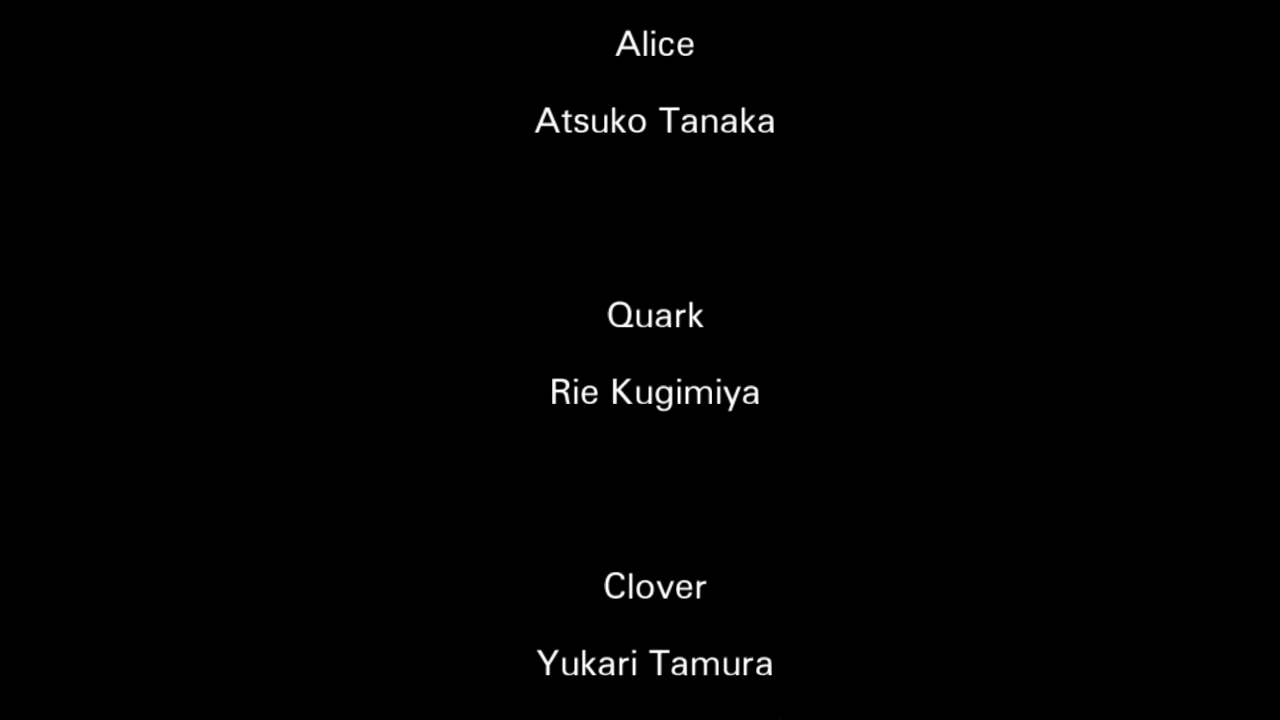 Alice
Atsuko Tanaka
Quark
Rie Kugimiya
Clover
Yukari Tamura